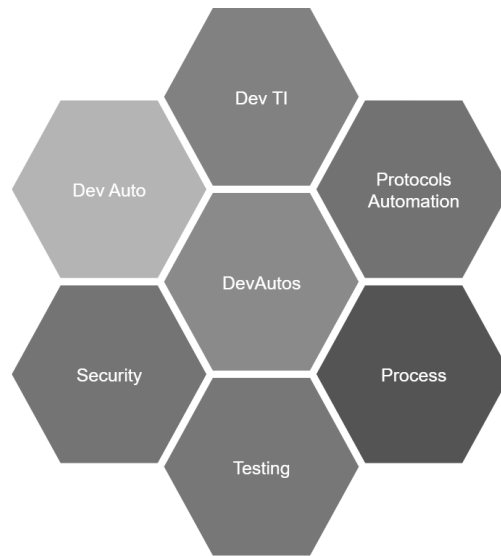 Dev TI
Dev Auto
Protocols
Automation
DevAutos
Security
Process
Testing